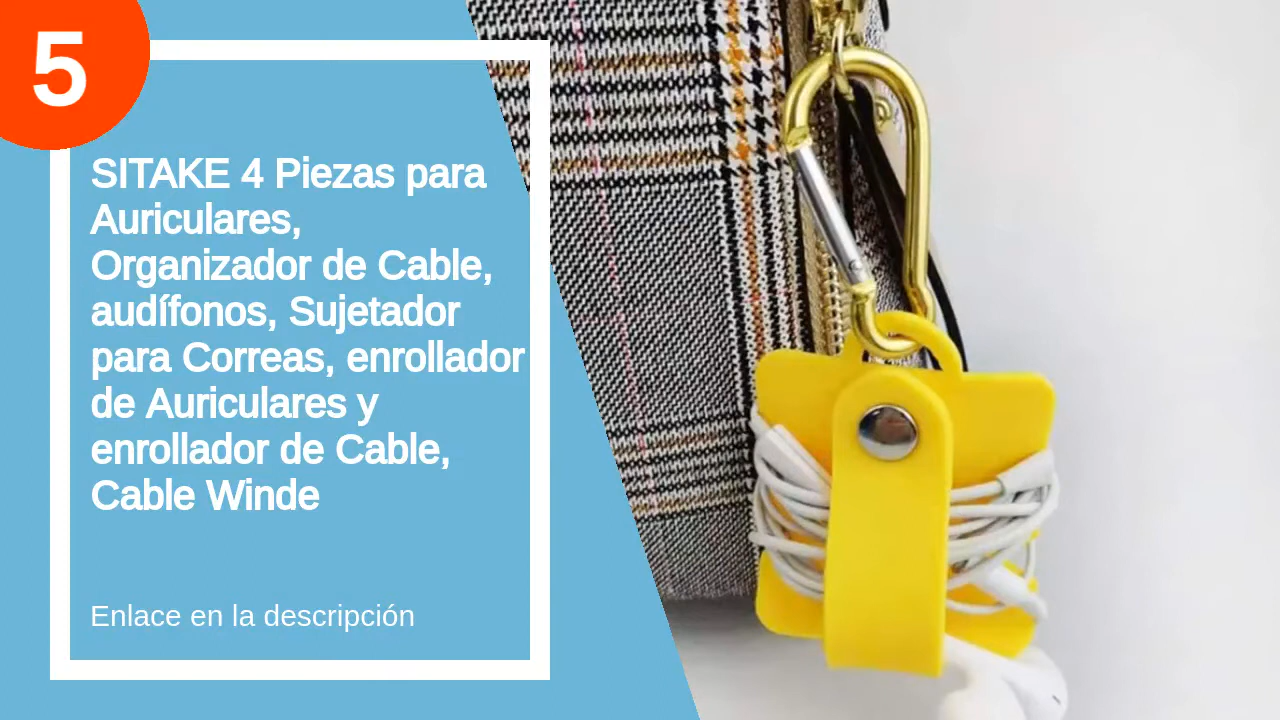 5
SITAKE 4 Piezas para
Auriculares,
Organizador de Cable,
audífonos, Sujetador
para Correas, enrollador
de Auriculares y
enrollador de Cable,
Cable Winde
Enlace en la descripción